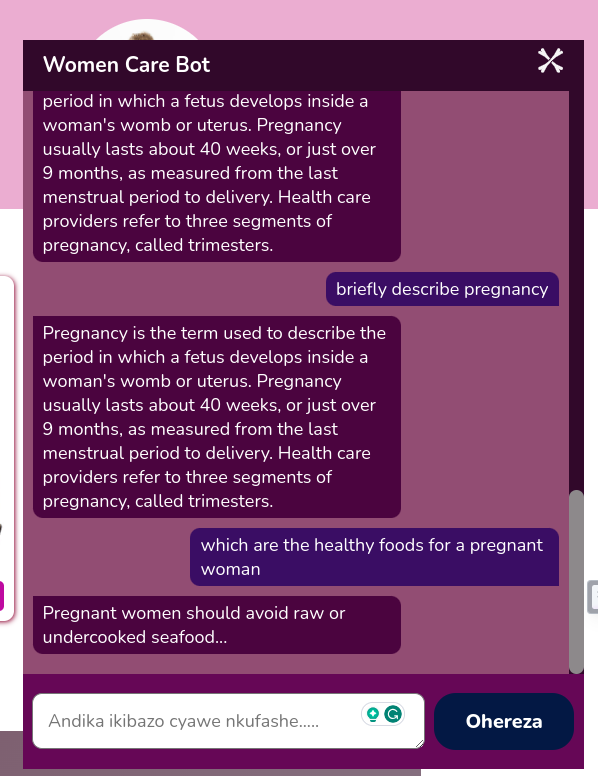 Women Care Bot
period in which a fetus develops inside a
woman's womb or uterus. Pregnancy
usually lasts about 40 weeks, or just over
9 months, as measured from the last
menstrual period to delivery. Health care
providers refer to three segments of
pregnancy, called trimesters.
briefly describe pregnancy
Pregnancy is the term used to describe the
period in which a fetus develops inside a
woman's womb or uterus. Pregnancy
usually lasts about 40 weeks, or just over
9 months, as measured from the last
menstrual period to delivery. Health care
providers refer to three segments of
pregnancy, called trimesters.
which are the healthy foods for a pregnant
woman
Pregnant women should avoid raw or
undercooked seafood...
Andika ikibazo cyawe nkufashe.....
Ohereza